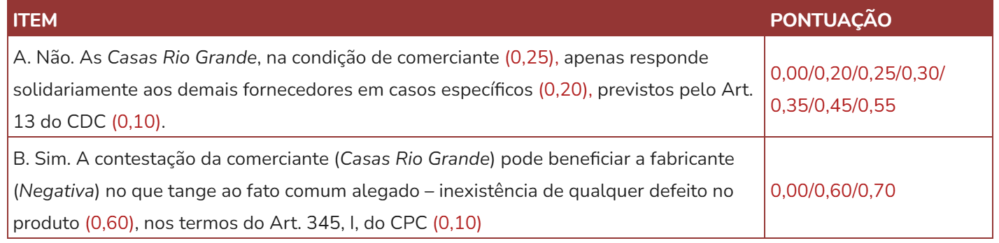 ITEM
PONTUAÇÃO
A. Não. As Casas Rio Grande, na condição de comerciante (0,25), apenas responde
solidariamente aos demais fornecedores em casos específicos (0,20), previstos pelo Art.
13 do CDC (0,10).
0,00/0,20/0,25/0,30/
0,35/0,45/0,55
B. Sim. A contestação da comerciante (Casas Rio Grande) pode beneficiar a fabricante
(Negativa) no que tange ao fato comum alegado – inexistência de qualquer defeito no
produto (0,60), nos termos do Art. 345, I, do CPC (0,10)
0,00/0,60/0,70